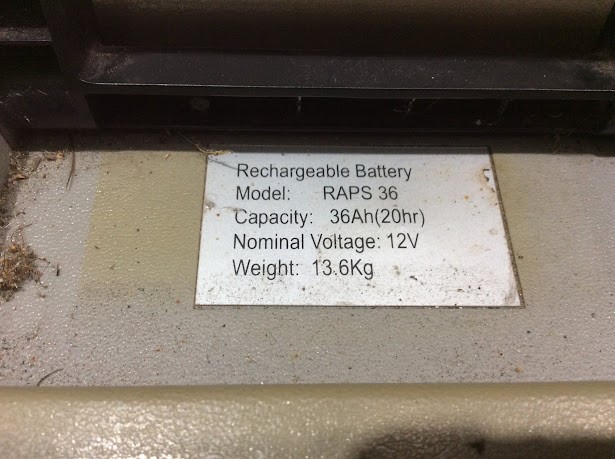 Rechargeable Battery
Model: RAPS 36
Capacity: 36Ah(20hr)
Nominal Voltage: 12V
Weight: 13.6Kg